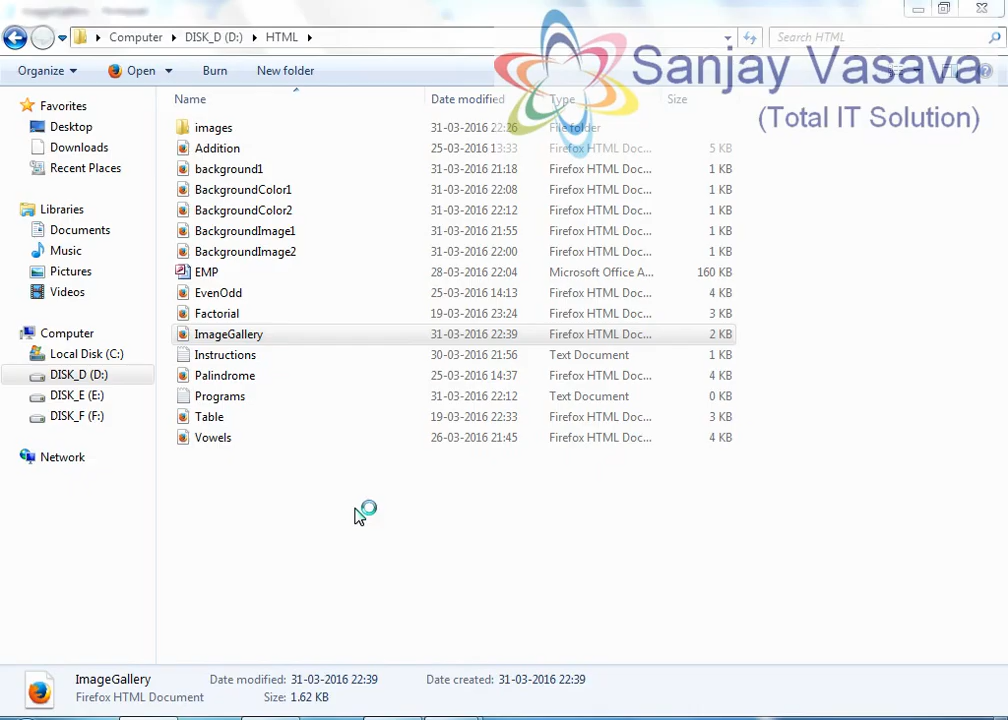 Computer DISK_D (D:) HTML
Search HTML
Sanjay Vasava
(Total IT Solution)
Organize Open Burn New folder
Name Date modified Type Size
Favorites
Desktop
Downloads
Recent Places
Libraries
Documents
Music
Pictures
Videos
Computer
Local Disk (C:)
DISK_D (D:)
DISK_E (E:)
DISK_F (F:)
Network
images 31-03-2016 22:26 File folder
Addition 25-03-2016 13:33 Firefox HTML Doc... 5 KB
background1 31-03-2016 21:18 Firefox HTML Doc... 1 KB
BackgroundColor1 31-03-2016 22:08 Firefox HTML Doc... 1 KB
BackgroundColor2 31-03-2016 22:12 Firefox HTML Doc... 1 KB
BackgroundImage1 31-03-2016 21:55 Firefox HTML Doc... 1 KB
BackgroundImage2 31-03-2016 22:00 Firefox HTML Doc... 1 KB
EMP 28-03-2016 22:04 Microsoft Office A... 160 KB
EvenOdd 25-03-2016 14:13 Firefox HTML Doc... 4 KB
Factorial 19-03-2016 23:24 Firefox HTML Doc... 3 KB
ImageGallery 31-03-2016 22:39 Firefox HTML Doc... 2 KB
Instructions 30-03-2016 21:56 Text Document 1 KB
Palindrome 25-03-2016 14:37 Firefox HTML Doc... 4 KB
Programs 31-03-2016 22:12 Text Document 0 KB
Table 19-03-2016 22:33 Firefox HTML Doc... 3 KB
Vowels 26-03-2016 21:45 Firefox HTML Doc... 4 KB
ImageGallery Date modified: 31-03-2016 22:39 Date created: 31-03-2016 22:39
Firefox HTML Document Size: 1.62 KB